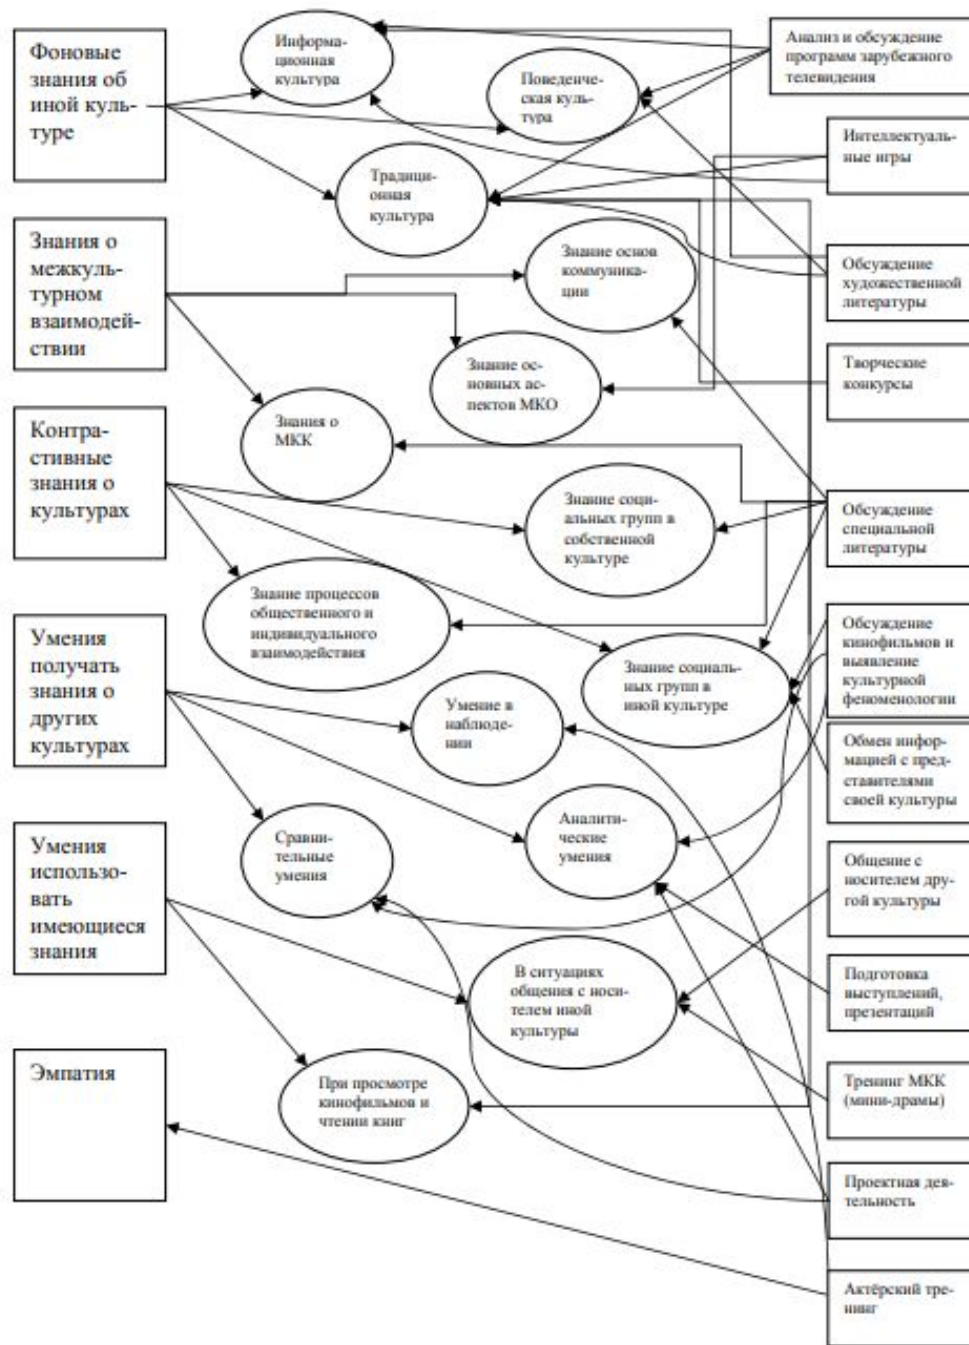 Фоновые
знания об
иной куль-
туре
Знания о
межкуль-
турном
взаимодей-
ствии
Контра-
стивные
знания о
культурах
Умения
получать
знания о
других
культурах
Умения
использо-
вать
имеющиеся
знания
Эмпатия
Информа-
ционная
культура
Поведенче-
ская куль-
тура
Традици-
онная
культура
Знание основ
коммуника-
ции
Знание ос-
новных ас-
пектов МКО
Знания о
МКК
Знание соци-
альных групп в
собственной
культуре
Знание процессов
общественного и
индивидуального
взаимодействия
Знание социаль-
ных групп в
иной культуре
Умение в
наблюде-
нии
Аналити-
ческие
умения
Сравни-
тельные
умения
В ситуациях
общения с носи-
телем иной
культуры
При просмотре
кинофильмов и
чтении книг
Анализ и обсуждение
программ зарубежного
телевидения
Интеллектуаль-
ные игры
Обсуждение
художественной
литературы
Творческие
конкурсы
Обсуждение
специальной
литературы
Обсуждение
кинофильмов и
выявление
культурной
феноменологии
Обмен инфор-
мацией с пред-
ставителями
своей культуры
Общение с
носителем дру-
гой культуры
Подготовка
выступлений,
презентаций
Тренинг МКК
(мини-драмы)
Проектная дея-
тельность
Актёрский тре-
нинг